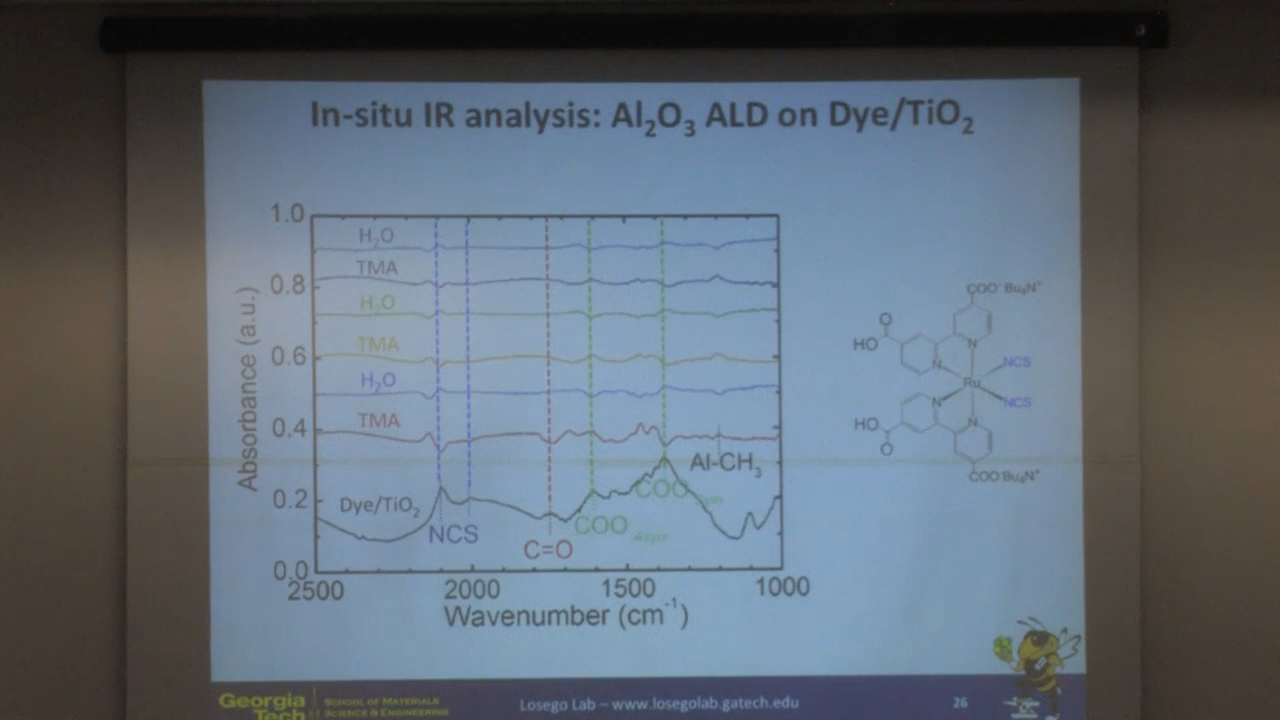 In-situ IR analysis: Al₂O₃ ALD on Dye/TiO₂
1.0
0.8
0.6
0.4
0.2
0.0
Absorbance (a.u.)
H₂O
TMA
H₂O
TMA
H₂O
TMA
Dye/TiO₂
NCS
C=O
COO Asym
COO
Al-CH₃
2500
2000
1500
1000
Wavenumber (cm⁻¹)
COO⁻ Bu₄N⁺
O
HO
N
N
NCS
Ru
NCS
N
N
HO
O
COO⁻Bu₄N⁺
Georgia
Tech
SCHOOL OF MATERIALS
SCIENCE & ENGINEERING
Losego Lab – www.losegolab.gatech.edu
26